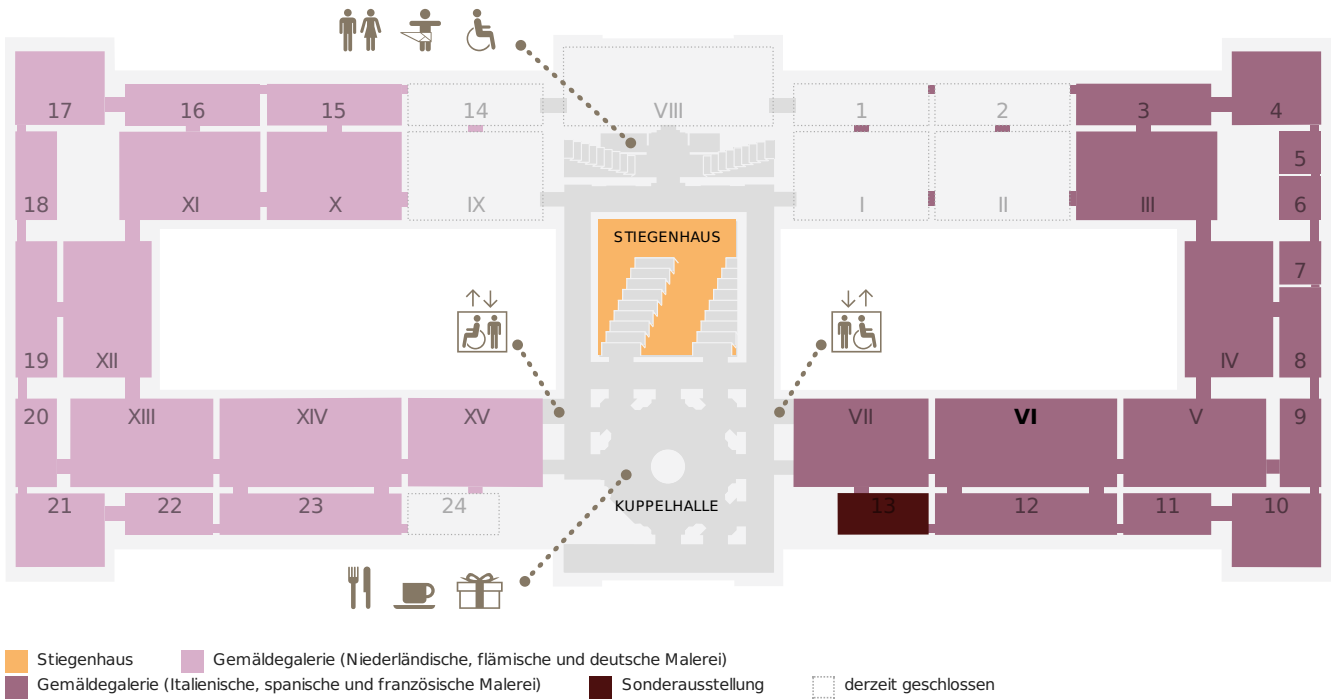 17 16 15 14 VIII 1 2 3 4
5
18 XI X IX I II III 6
STIEGENHAUS
7
19 XII IV 8
20 XIII XIV XV VII VI V 9
21 22 23 24 KUPPELHALLE 13 12 11 10
Stiegenhaus Gemäldegalerie (Niederländische, flämische und deutsche Malerei)
Gemäldegalerie (Italienische, spanische und französische Malerei) Sonderausstellung derzeit geschlossen